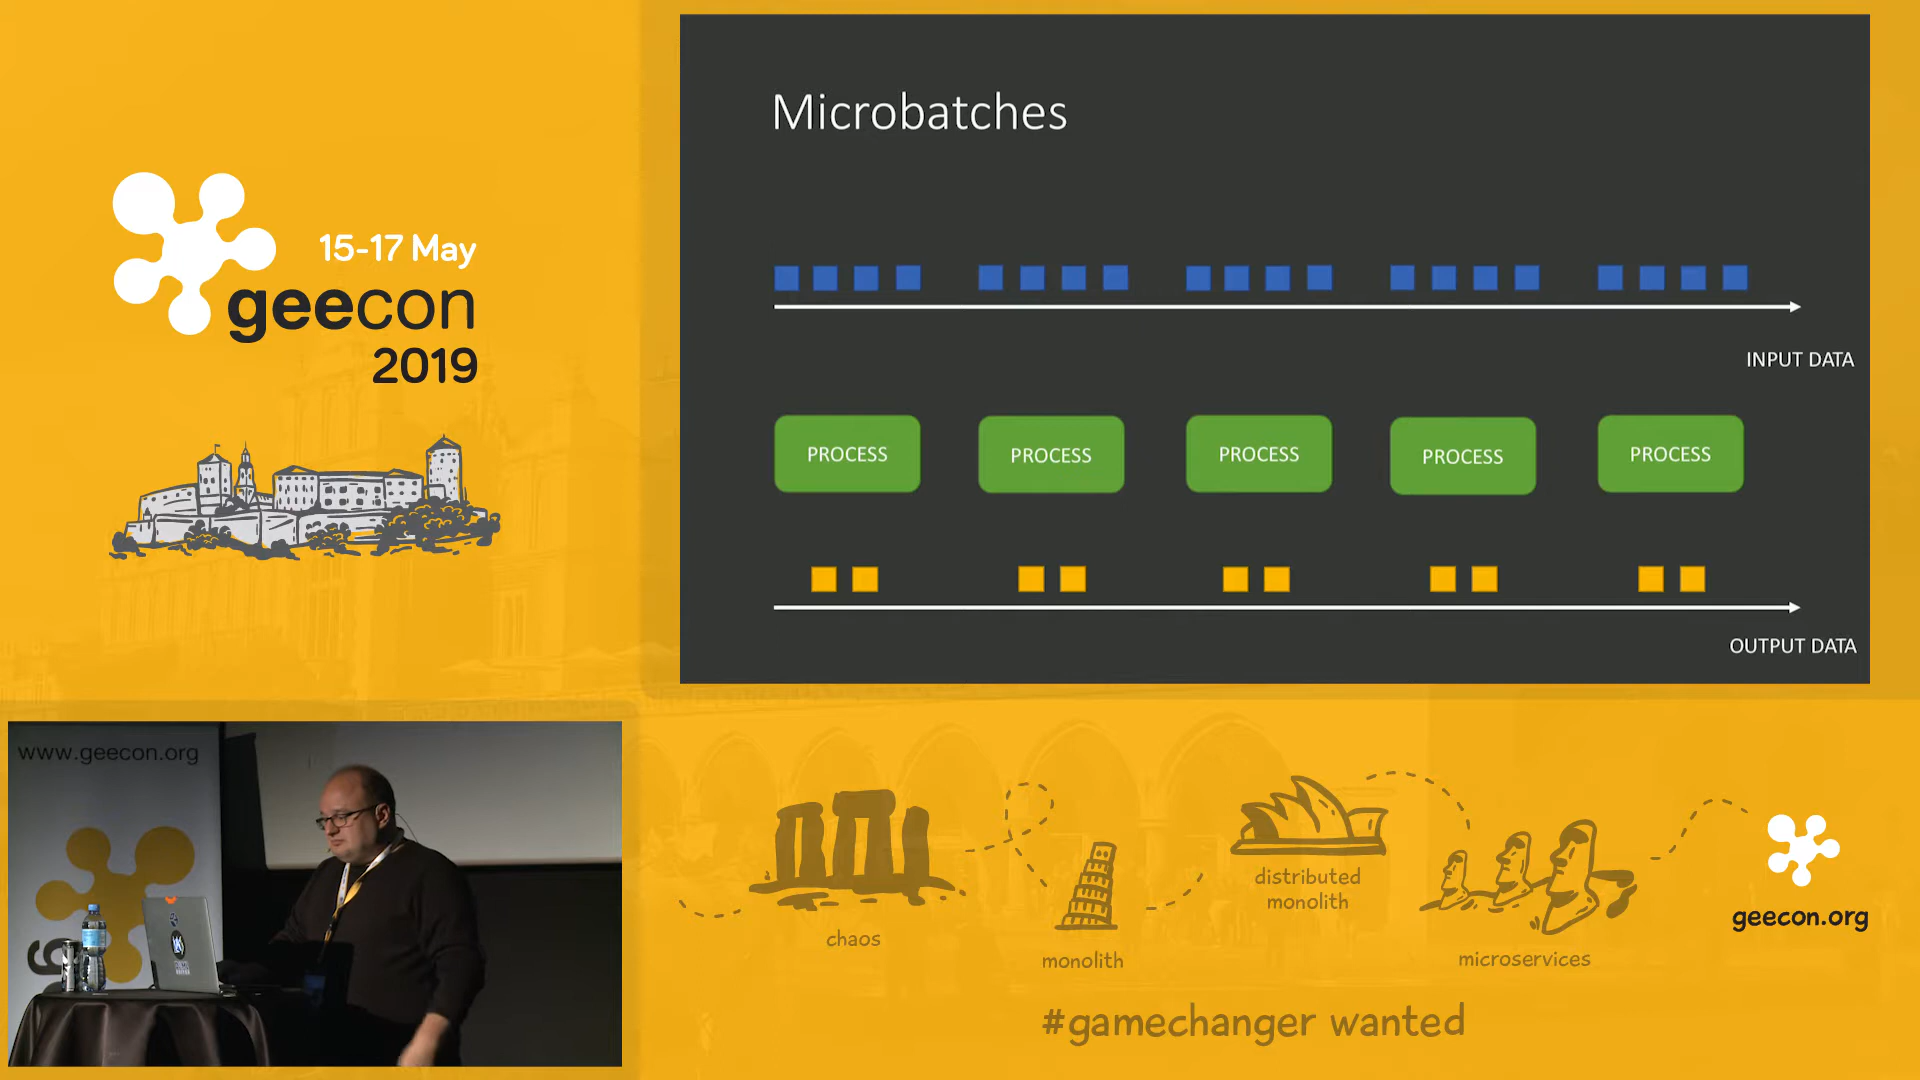 15-17 May
geecon
2019
Microbatches
INPUT DATA
PROCESS PROCESS PROCESS PROCESS PROCESS
OUTPUT DATA
www.geecon.org
chaos
monolith
distributed
monolith
microservices
geecon.org
#gamechanger wanted